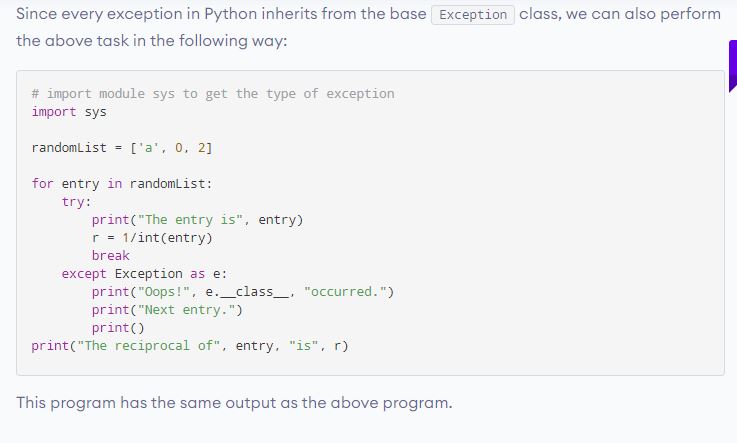 Since every exception in Python inherits from the base Exception class, we can also perform
the above task in the following way:
# import module sys to get the type of exception
import sys
randomList = ['a', 0, 2]
for entry in randomList:
    try:
        print("The entry is", entry)
        r = 1/int(entry)
        break
    except Exception as e:
        print("Oops!", e.__class__, "occurred.")
        print("Next entry.")
        print()
print("The reciprocal of", entry, "is", r)
This program has the same output as the above program.